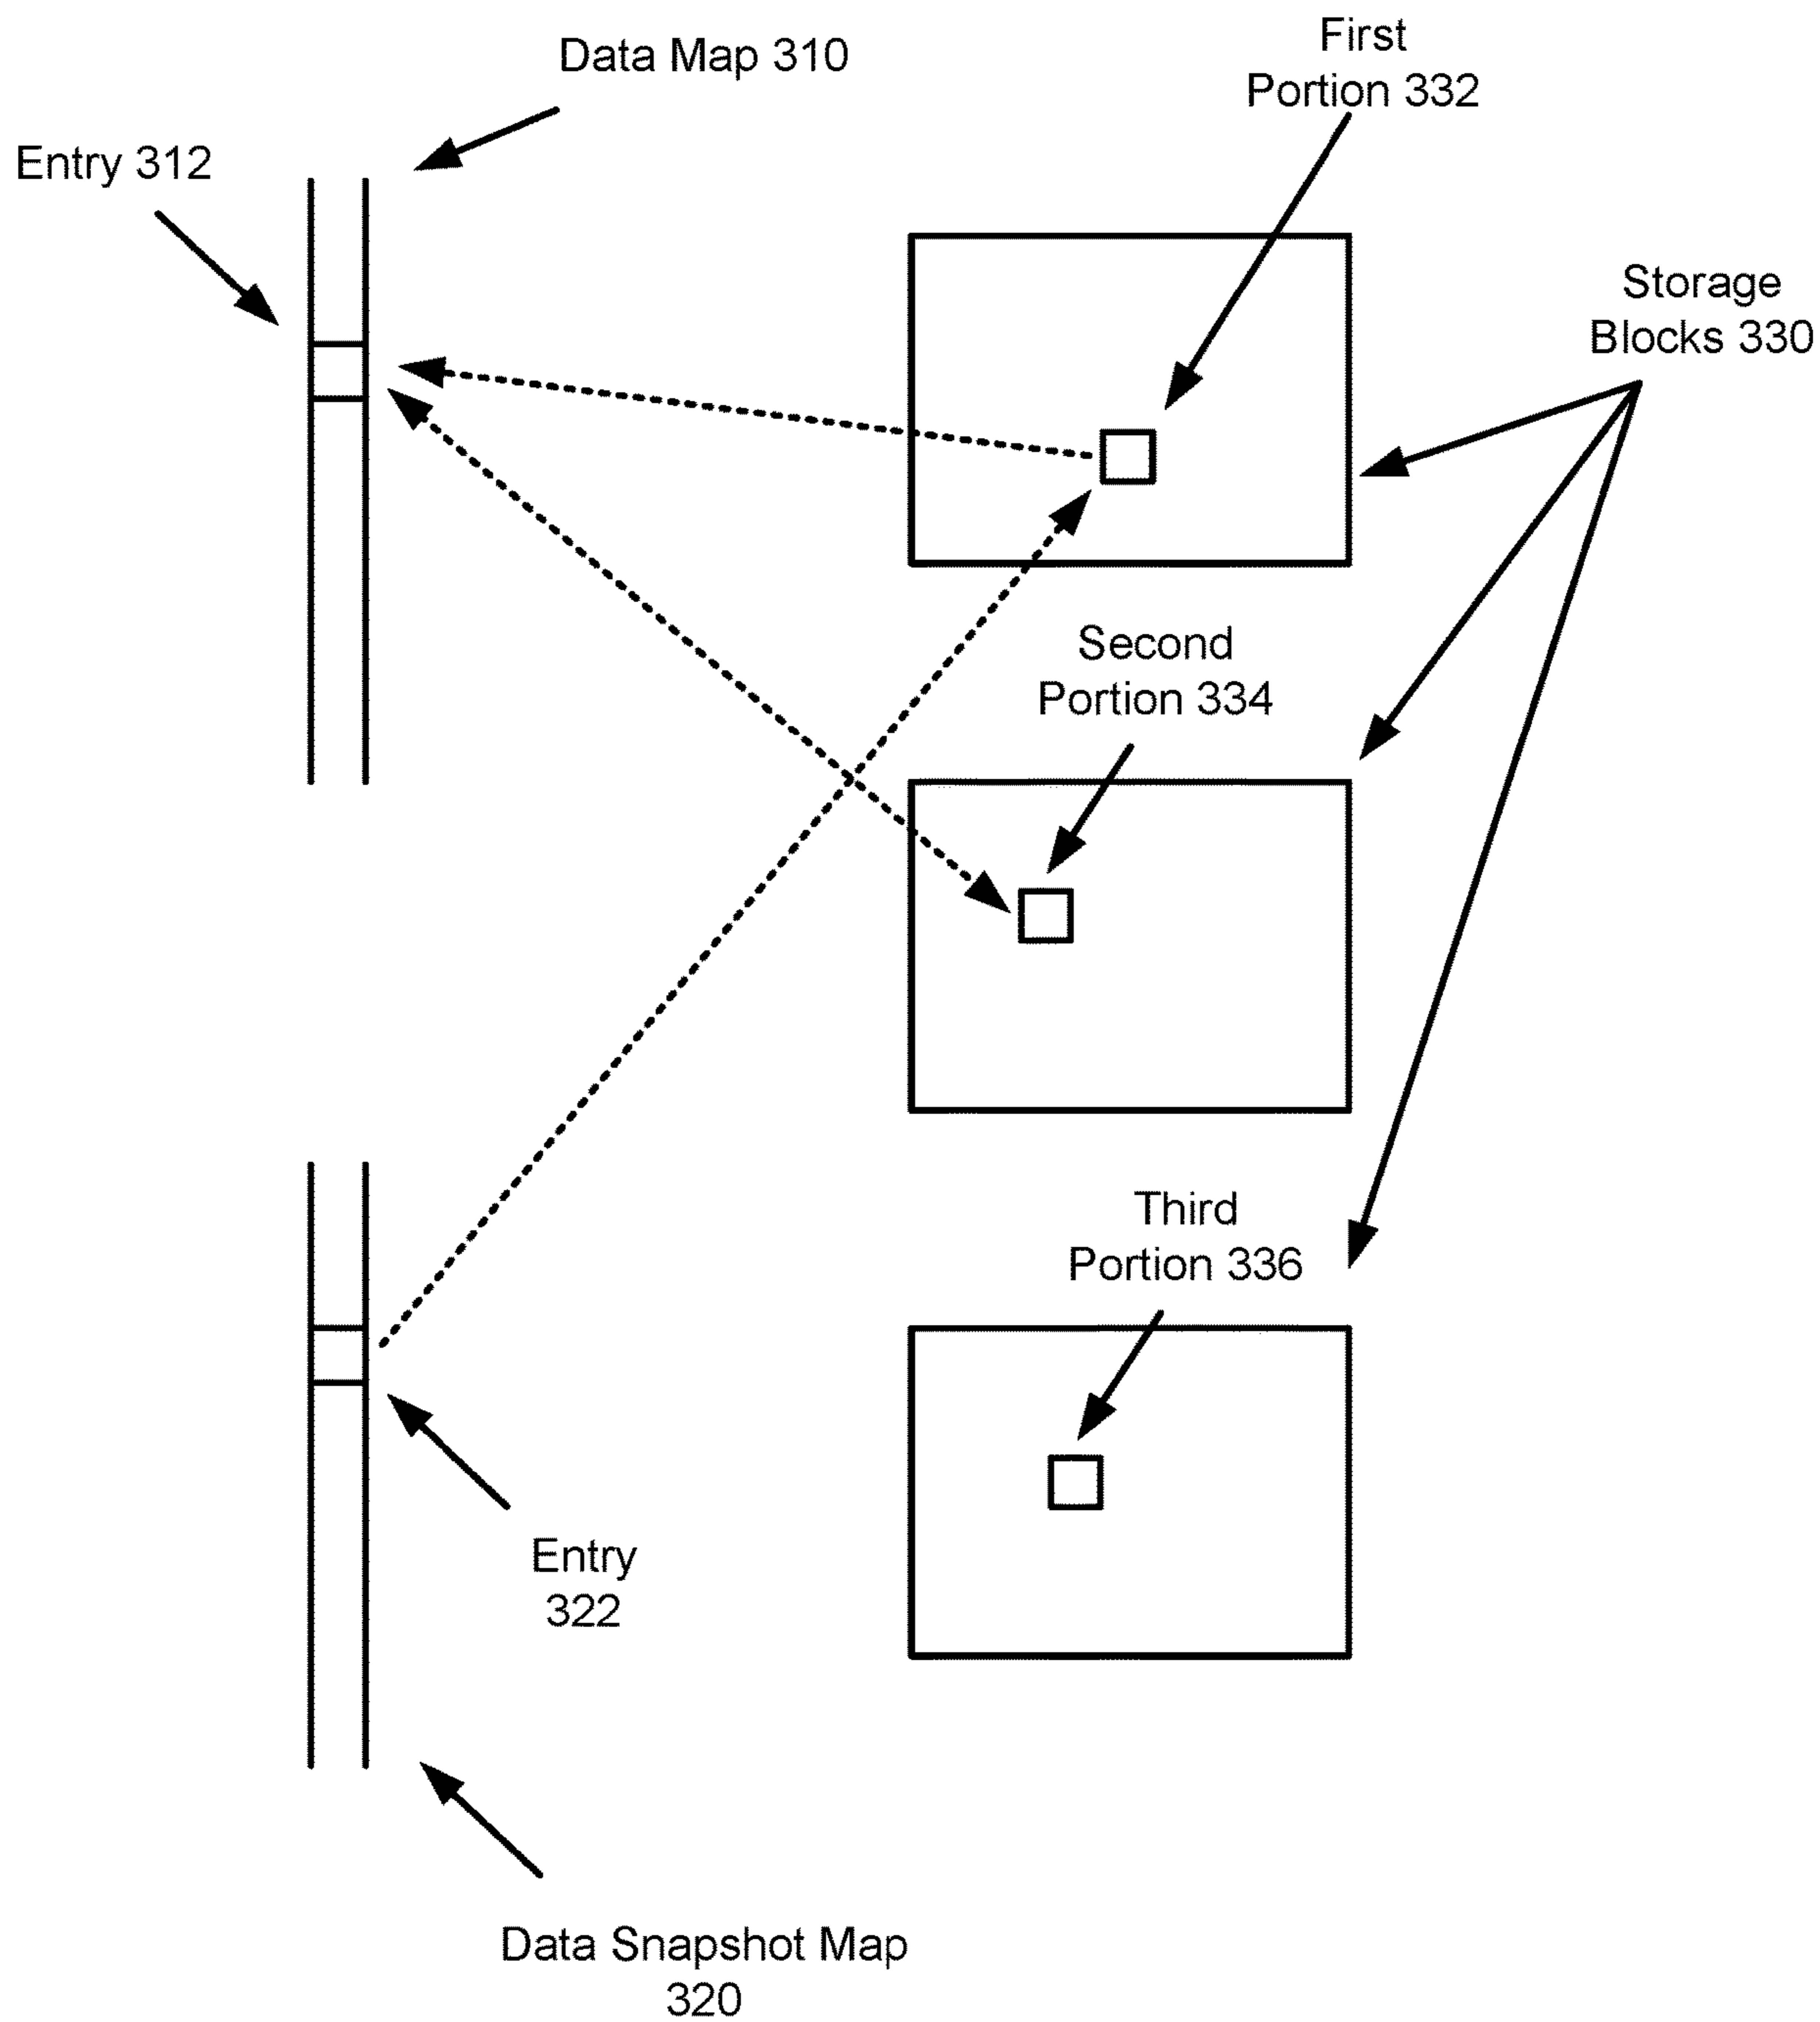 First
Portion 332
Data Map 310
Entry 312
Storage
Blocks 330
Second
Portion 334
Third
Portion 336
Entry
322
Data Snapshot Map
320